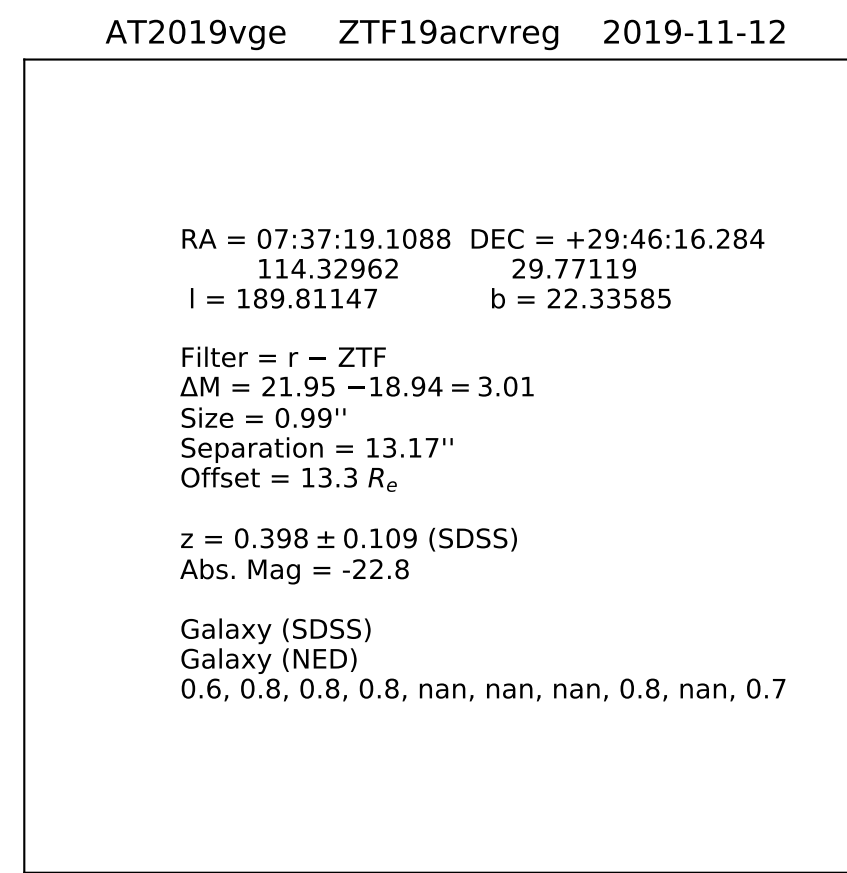 AT2019vge ZTF19acrvreg 2019-11-12
RA = 07:37:19.1088 DEC = +29:46:16.284
114.32962 29.77119
l = 189.81147 b = 22.33585
Filter = r − ZTF
ΔM = 21.95 −18.94 = 3.01
Size = 0.99''
Separation = 13.17''
Offset = 13.3 Rₑ
z = 0.398 ± 0.109 (SDSS)
Abs. Mag = -22.8
Galaxy (SDSS)
Galaxy (NED)
0.6, 0.8, 0.8, 0.8, nan, nan, nan, 0.8, nan, 0.7